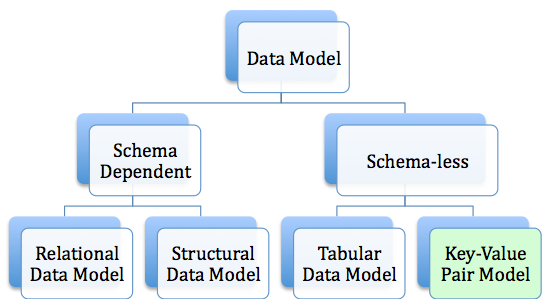 Data Model
Schema
Dependent
Schema-less
Relational
Data Model
Structural
Data Model
Tabular
Data Model
Key-Value
Pair Model